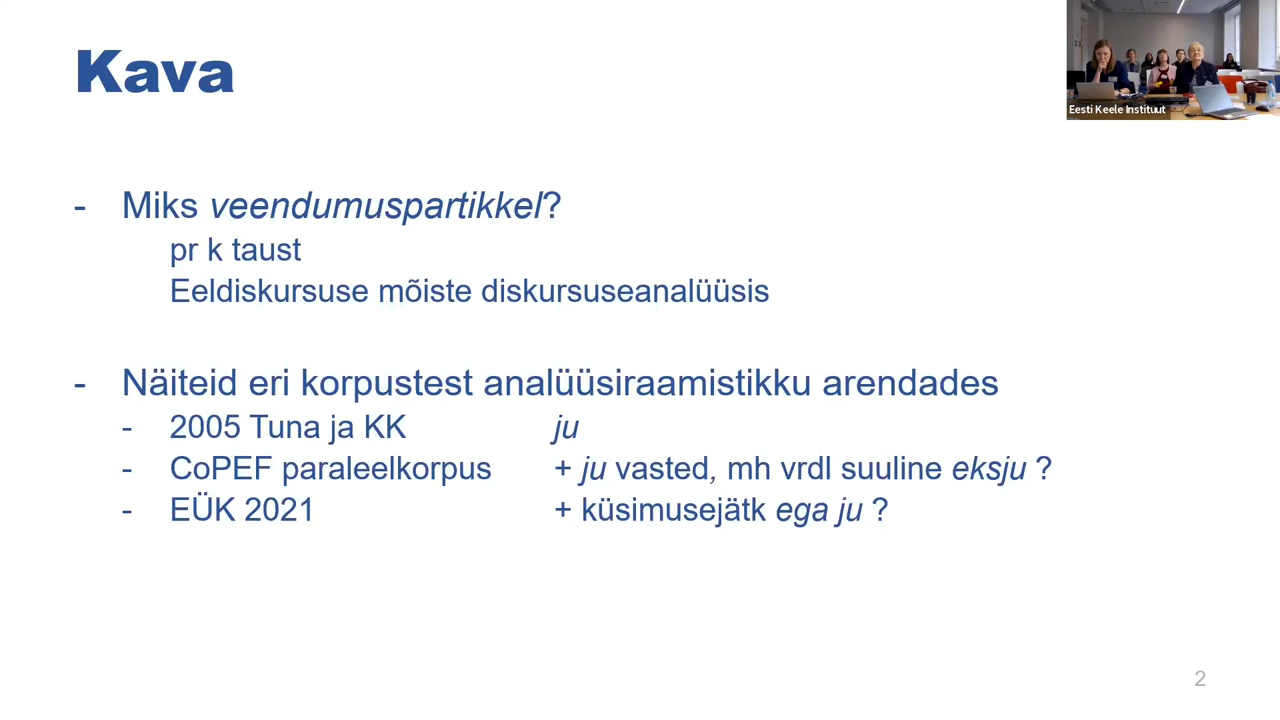 Kava
Eesti Keele Instituut
- Miks veendumuspartikkel?
pr k taust
Eeldiskursuse mõiste diskursuseanalüüsis
- Näiteid eri korpustest analüüsiraamistikku arendades
- 2005 Tuna ja KK ju
- CoPEF paraleelkorpus + ju vasted, mh vrdl suuline eksju ?
- EÜK 2021 + küsimusejätk ega ju ?
2